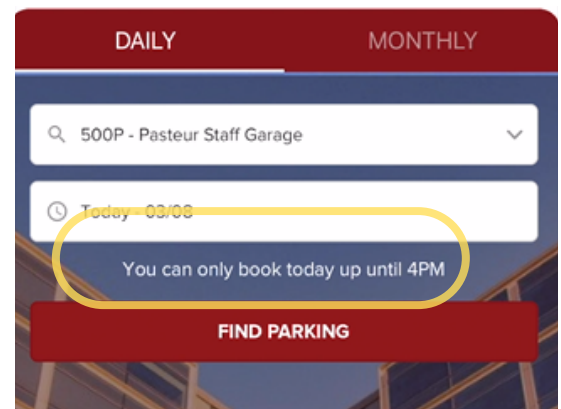 DAILY MONTHLY
500P - Pasteur Staff Garage
Today - 03/08
You can only book today up until 4PM
FIND PARKING